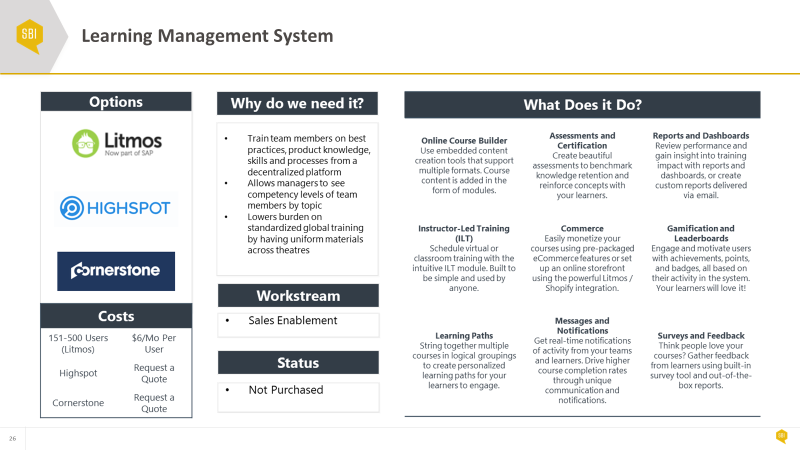 SBI
Learning Management System
Options
Litmos
Now part of SAP
HIGHSPOT
cornerstone
Costs
151-500 Users
(Litmos)
$6/Mo Per
User
Highspot
Request a
Quote
Cornerstone
Request a
Quote
Why do we need it?
• Train team members on best
practices, product knowledge,
skills and processes from a
decentralized platform
• Allows managers to see
competency levels of team
members by topic
• Lowers burden on
standardized global training
by having uniform materials
across theatres
Workstream
• Sales Enablement
Status
• Not Purchased
What Does it Do?
Online Course Builder
Use embedded content
creation tools that support
multiple formats. Course
content is added in the
form of modules.
Assessments and
Certification
Create beautiful
assessments to benchmark
knowledge retention and
reinforce concepts with
your learners.
Reports and Dashboards
Review performance and
gain insight into training
impact with reports and
dashboards, or create
custom reports delivered
via email.
Instructor-Led Training
(ILT)
Schedule virtual or
classroom training with the
intuitive ILT module. Built to
be simple and used by
anyone.
Commerce
Easily monetize your
courses using pre-packaged
eCommerce features or set
up an online storefront
using the powerful Litmos /
Shopify integration.
Gamification and
Leaderboards
Engage and motivate users
with achievements, points,
and badges, all based on
their activity in the system.
Your learners will love it!
Learning Paths
String together multiple
courses in logical groupings
to create personalized
learning paths for your
learners to engage.
Messages and
Notifications
Get real-time notifications
of activity from your teams
and learners. Drive higher
course completion rates
through unique
communication and
notifications.
Surveys and Feedback
Think people love your
courses? Gather feedback
from learners using built-in
survey tool and out-of-the-
box reports.
26
SBI